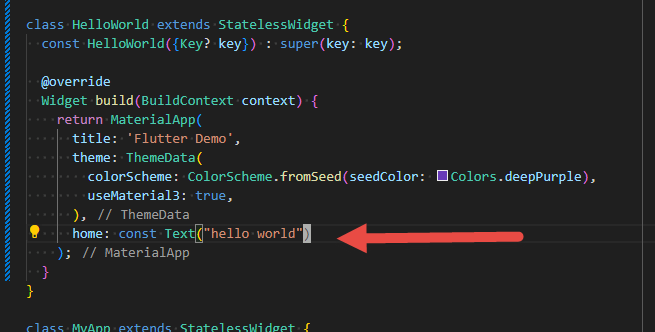 class HelloWorld extends StatelessWidget {
const HelloWorld({Key? key}) : super(key: key);
@override
Widget build(BuildContext context) {
return MaterialApp(
title: 'Flutter Demo',
theme: ThemeData(
colorScheme: ColorScheme.fromSeed(seedColor: Colors.deepPurple),
useMaterial3: true,
), // ThemeData
home: const Text("hello world")
); // MaterialApp
}
}
class MyApp extends StatelessWidget {